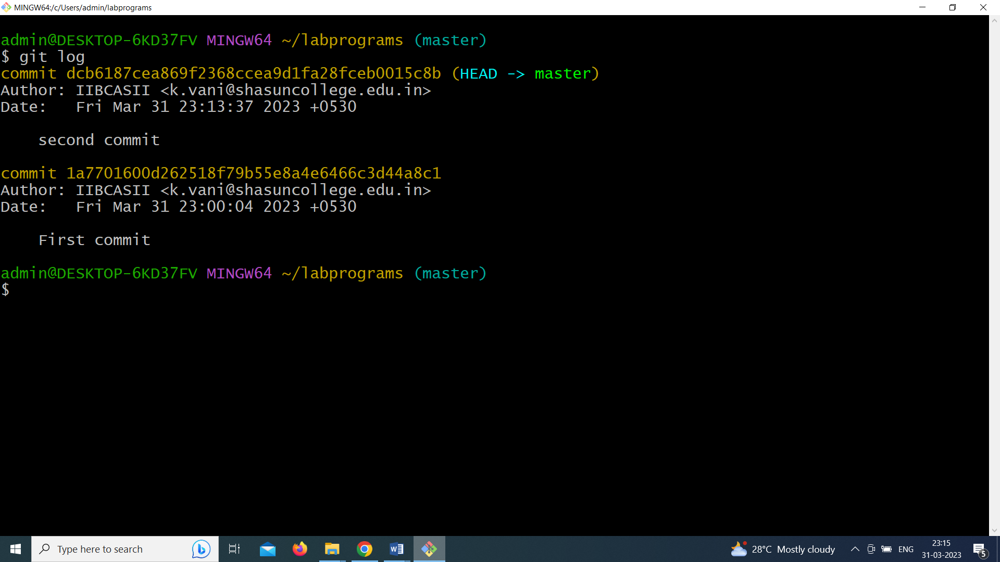 MINGW64:/c/Users/admin/labprograms
admin@DESKTOP-6KD37FV MINGW64 ~/labprograms (master)
$ git log
commit dcb6187cea869f2368ccea9d1fa28fceb0015c8b (HEAD -> master)
Author: IIBCASII <k.vani@shasuncollege.edu.in>
Date:   Fri Mar 31 23:13:37 2023 +0530
    second commit
commit 1a7701600d262518f79b55e8a4e6466c3d44a8c1
Author: IIBCASII <k.vani@shasuncollege.edu.in>
Date:   Fri Mar 31 23:00:04 2023 +0530
    First commit
admin@DESKTOP-6KD37FV MINGW64 ~/labprograms (master)
$
Type here to search
28°C Mostly cloudy
ENG
23:15
31-03-2023
5